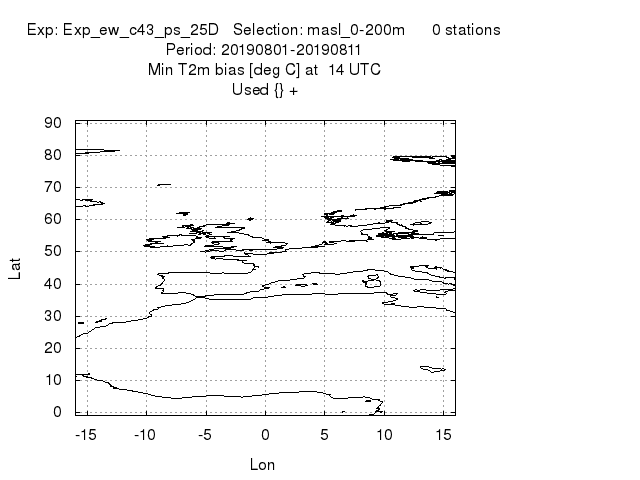 Exp: Exp_ew_c43_ps_25D   Selection: masl_0-200m      0 stations
Period: 20190801-20190811
Min T2m bias [deg C] at  14 UTC
Used {} +
90
80
70
60
50
40
30
20
10
0
Lat
-15 -10 -5 0 5 10 15
Lon